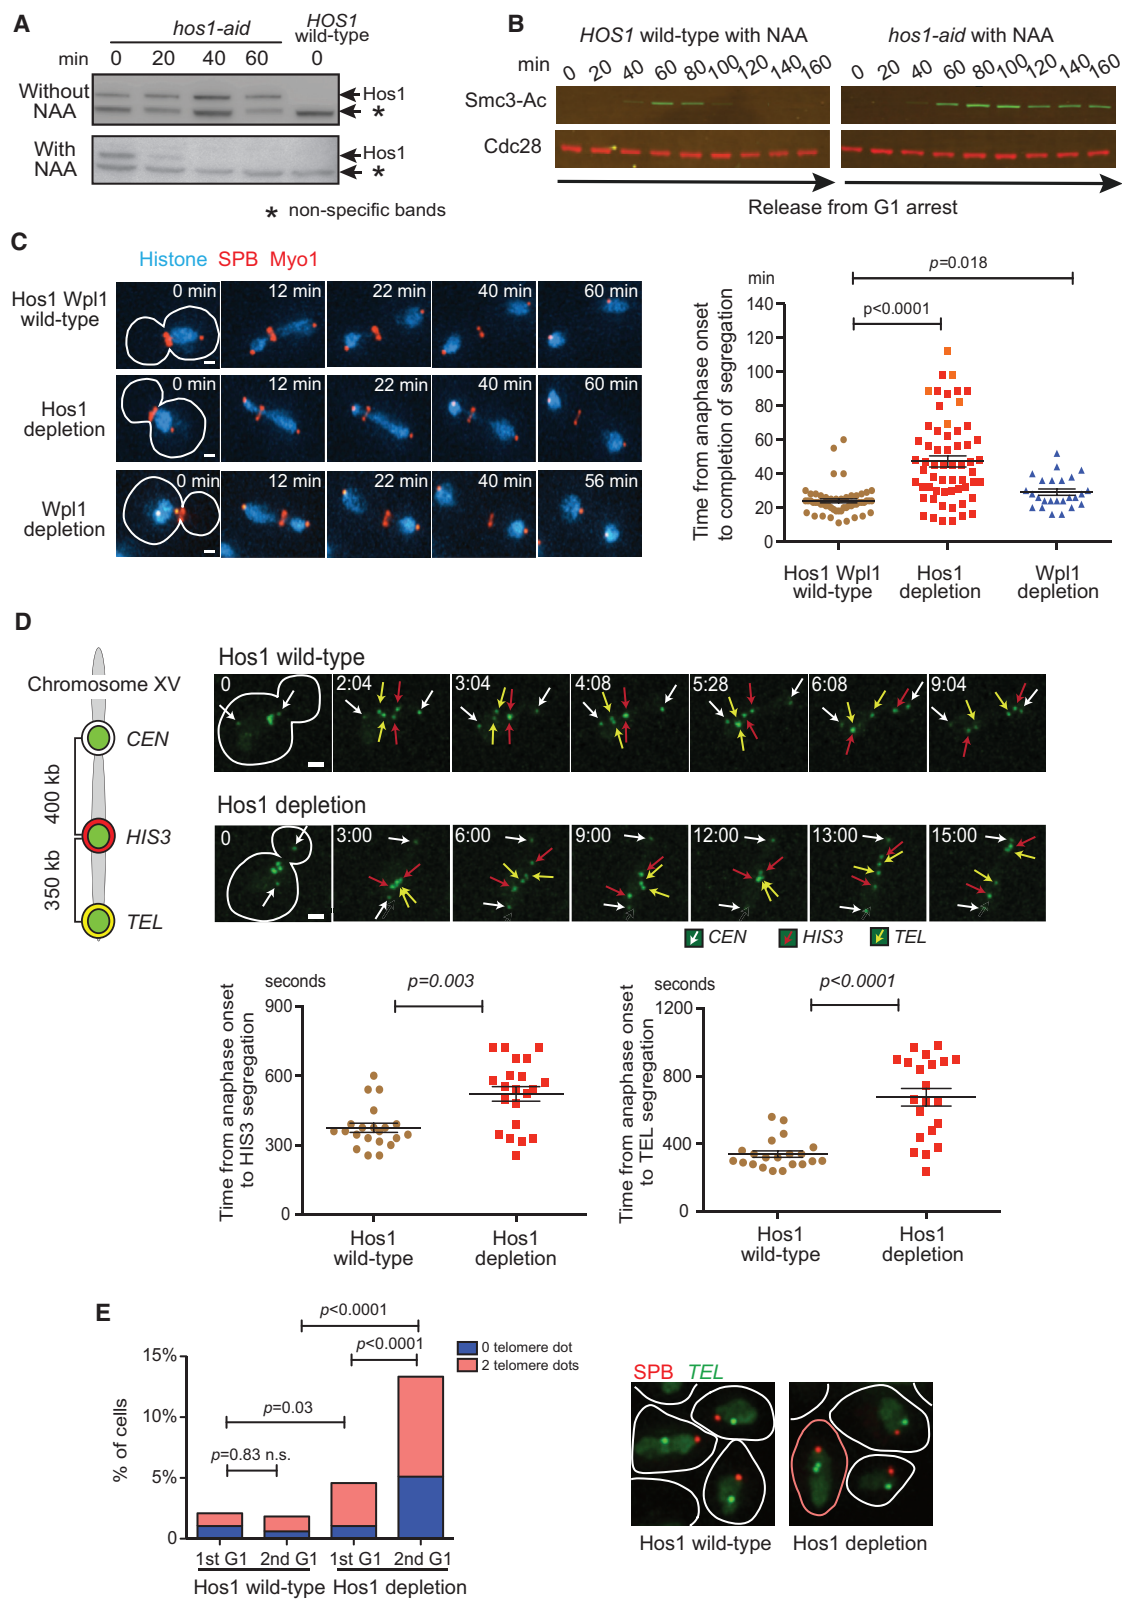 A
hos1-aid
HOS1
wild-type
min
0 20 40 60 0
Without
NAA
Hos1
*
With
NAA
Hos1
*
* non-specific bands
B
HOS1 wild-type with NAA
hos1-aid with NAA
min
0 20 40 60 80 100 120 140 160
0 20 40 60 80 100 120 140 160
Smc3-Ac
Cdc28
Release from G1 arrest
C
Histone SPB Myo1
Hos1 Wpl1
wild-type
0 min 12 min 22 min 40 min 60 min
Hos1
depletion
0 min 12 min 22 min 40 min 60 min
Wpl1
depletion
0 min 12 min 22 min 40 min 56 min
min
p=0.018
p<0.0001
Time from anaphase onset
to completion of segregation
140
120
100
80
60
40
20
0
Hos1 Wpl1
wild-type
Hos1
depletion
Wpl1
depletion
D
Chromosome XV
CEN
400 kb
HIS3
350 kb
TEL
Hos1 wild-type
0 2:04 3:04 4:08 5:28 6:08 9:04
Hos1 depletion
0 3:00 6:00 9:00 12:00 13:00 15:00
CEN HIS3 TEL
seconds
p=0.003
Time from anaphase onset
to HIS3 segregation
900
600
300
0
Hos1
wild-type
Hos1
depletion
seconds
p<0.0001
Time from anaphase onset
to TEL segregation
1200
800
400
0
Hos1
wild-type
Hos1
depletion
E
p<0.0001
p<0.0001
p=0.03
p=0.83 n.s.
0 telomere dot
2 telomere dots
% of cells
15%
10%
5%
0
1st G1 2nd G1 1st G1 2nd G1
Hos1 wild-type Hos1 depletion
SPB TEL
Hos1 wild-type Hos1 depletion